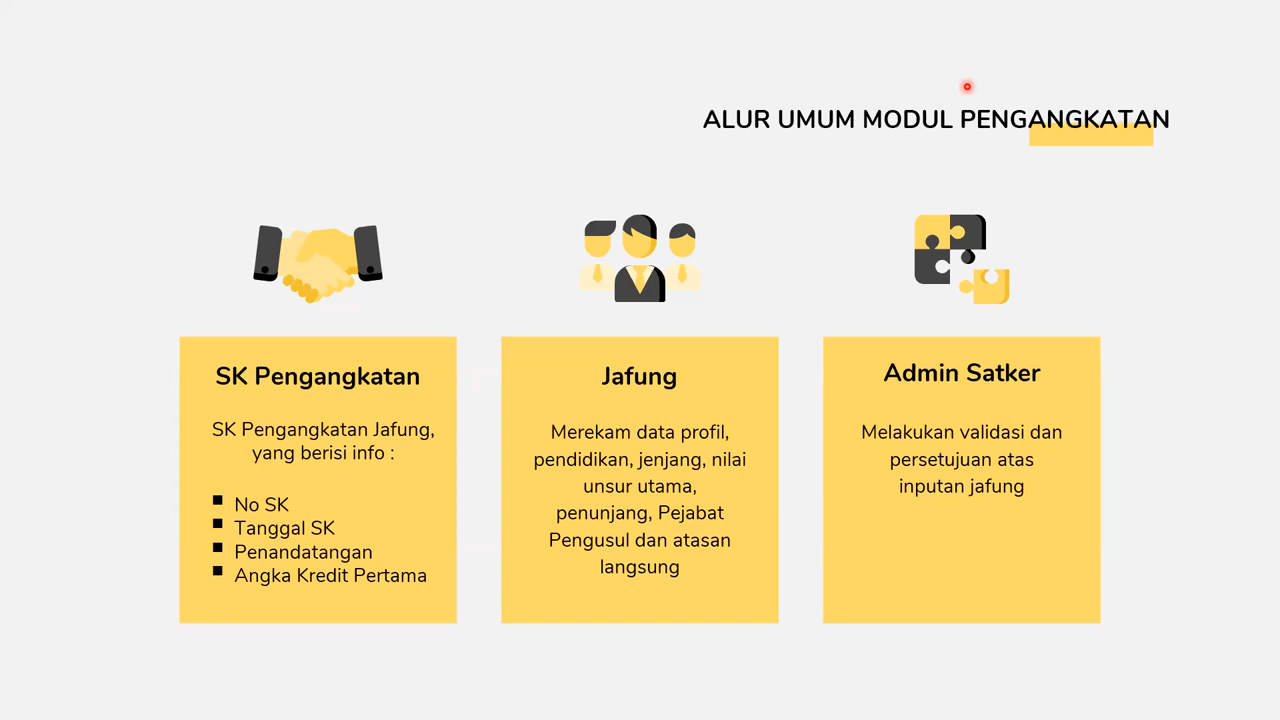 ALUR UMUM MODUL PENGANGKATAN
SK Pengangkatan
SK Pengangkatan Jafung,
yang berisi info :
No SK
Tanggal SK
Penandatangan
Angka Kredit Pertama
Jafung
Merekam data profil,
pendidikan, jenjang, nilai
unsur utama,
penunjang, Pejabat
Pengusul dan atasan
langsung
Admin Satker
Melakukan validasi dan
persetujuan atas
inputan jafung